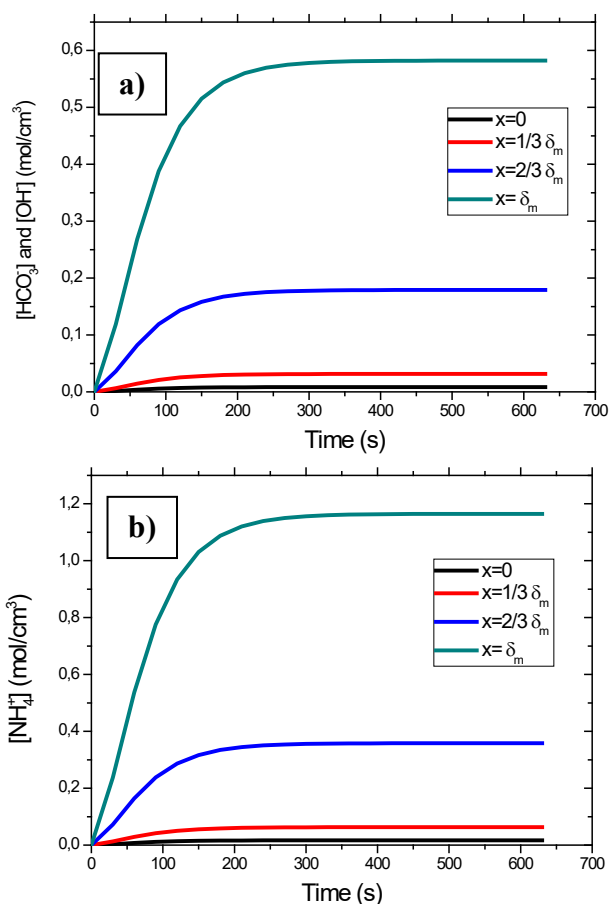 a)
[HCO₃⁻] and [OH⁻] (mol/cm³)
0,6
0,5
0,4
0,3
0,2
0,1
0,0
x=0
x=1/3 δₘ
x=2/3 δₘ
x= δₘ
0 100 200 300 400 500 600 700
Time (s)
b)
[NH₄⁺] (mol/cm³)
1,2
1,0
0,8
0,6
0,4
0,2
0,0
x=0
x=1/3 δₘ
x=2/3 δₘ
x= δₘ
0 100 200 300 400 500 600 700
Time (s)